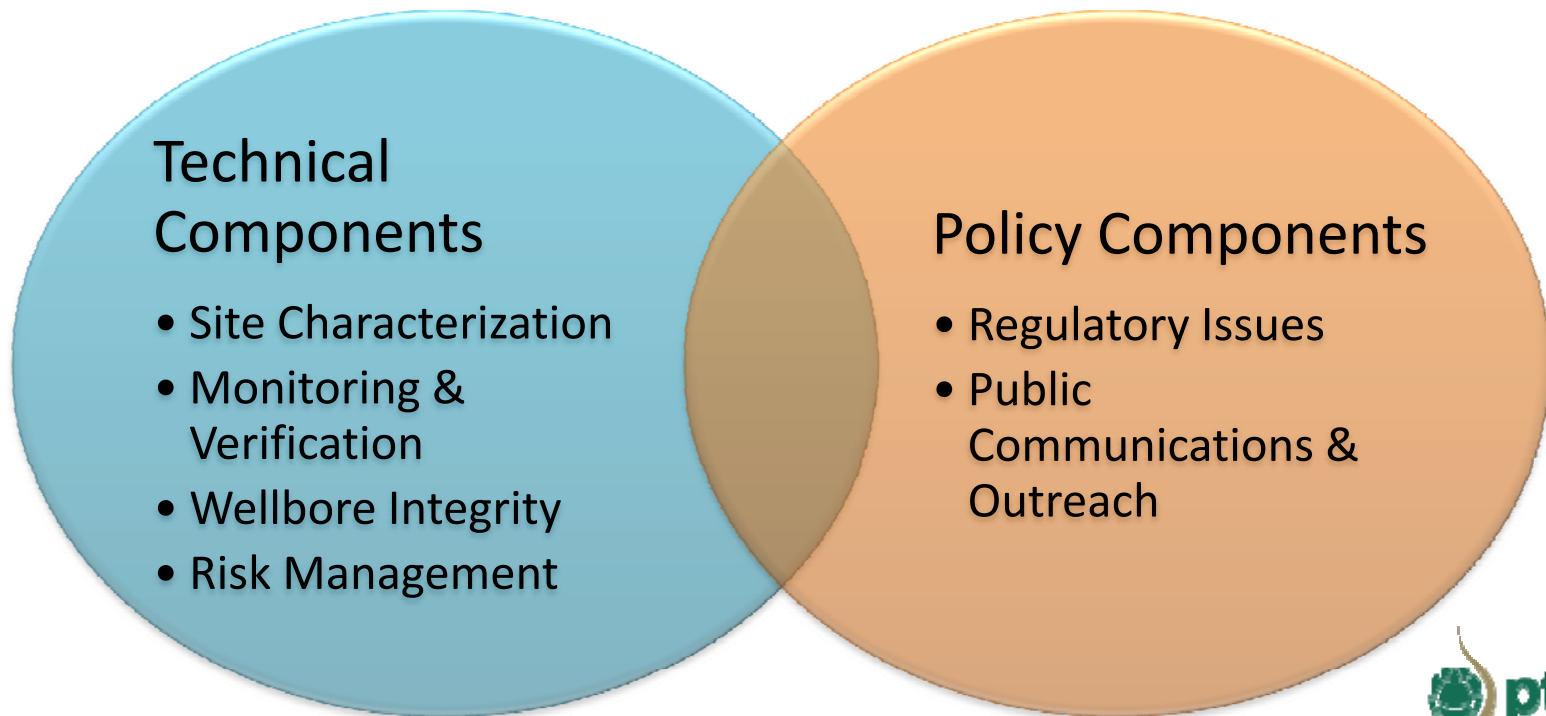 Technical
Components
• Site Characterization
• Monitoring &
Verification
• Wellbore Integrity
• Risk Management
Policy Components
• Regulatory Issues
• Public
Communications &
Outreach